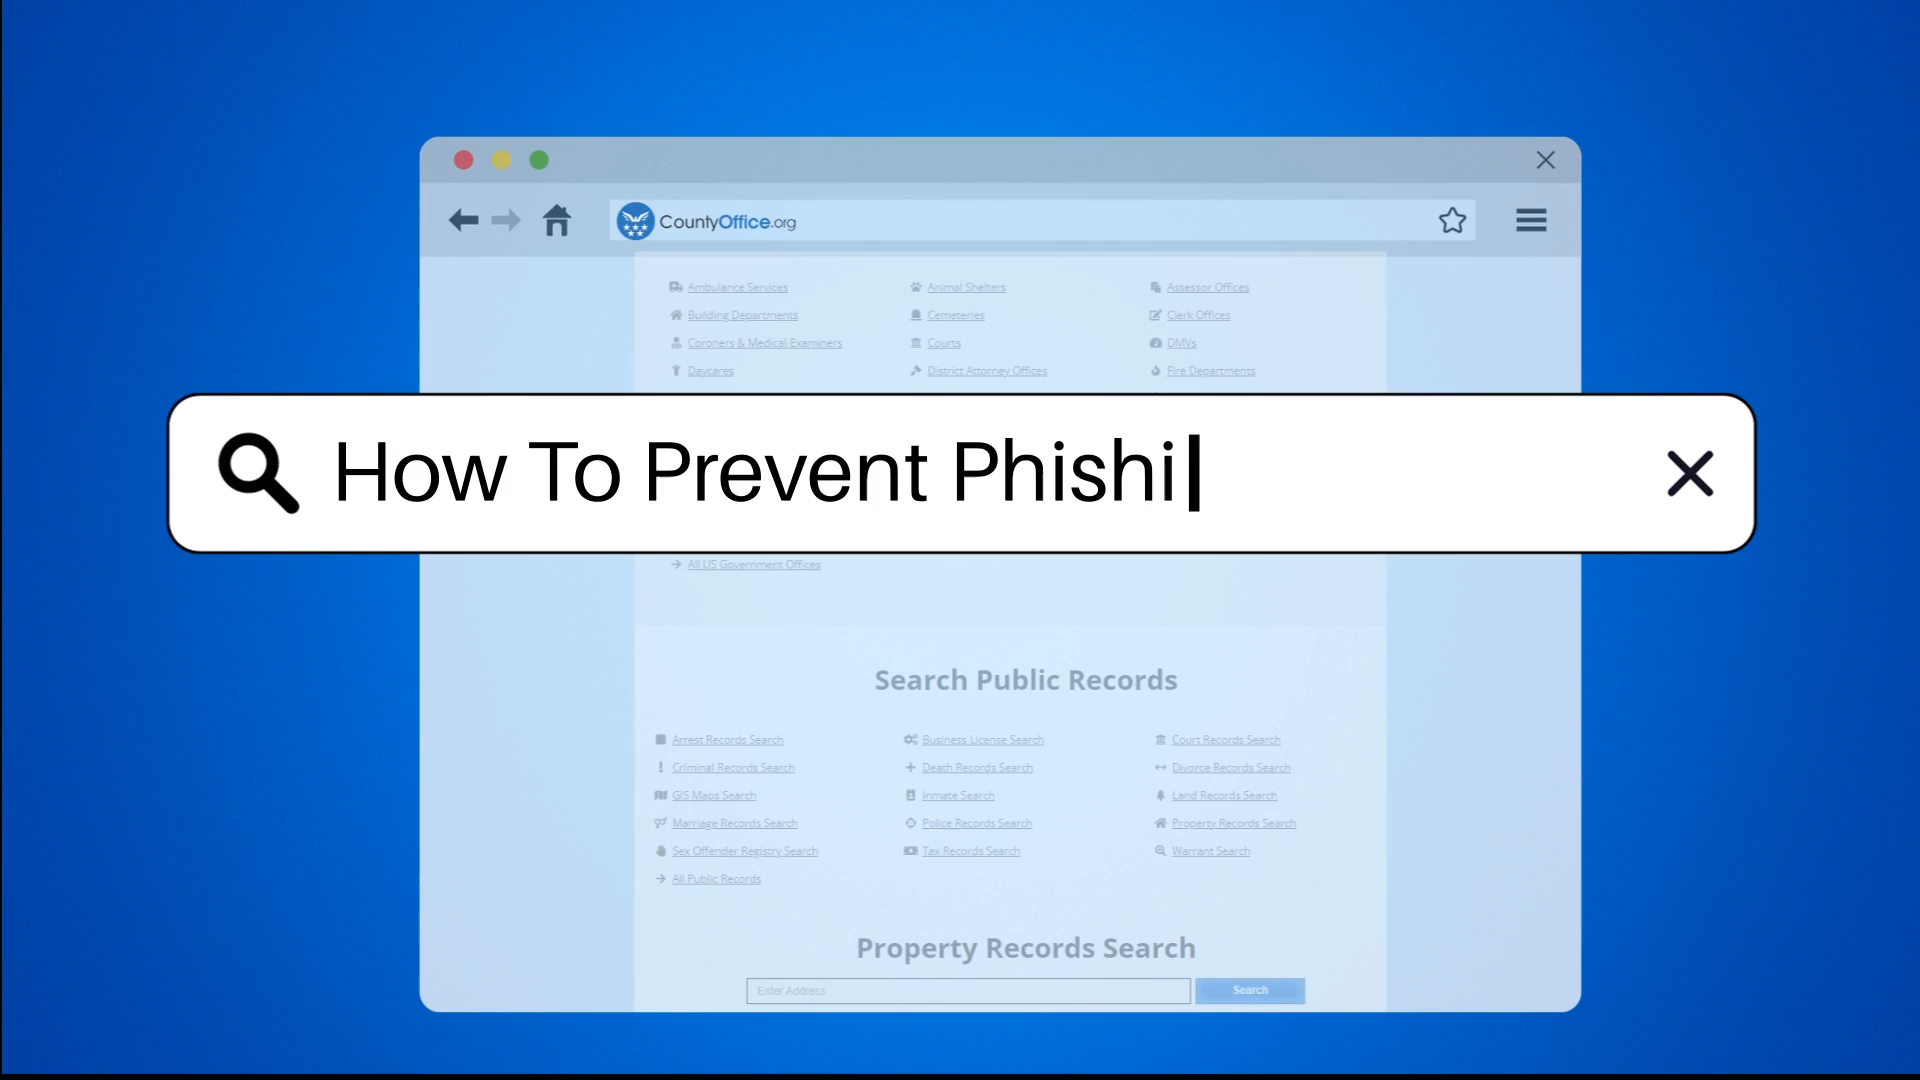 CountyOffice.org
Ambulance Services Animal Shelters Assessor Offices
Building Departments Cemeteries Clerk Offices
Coroners & Medical Examiners Courts DMVs
Daycares District Attorney Offices Fire Departments
How To Prevent Phishi
All US Government Offices
Search Public Records
Arrest Records Search Business License Search Court Records Search
Criminal Records Search Death Records Search Divorce Records Search
GIS Maps Search Inmate Search Land Records Search
Marriage Records Search Police Records Search Property Records Search
Sex Offender Registry Search Tax Records Search Warrant Search
All Public Records
Property Records Search
Enter Address Search